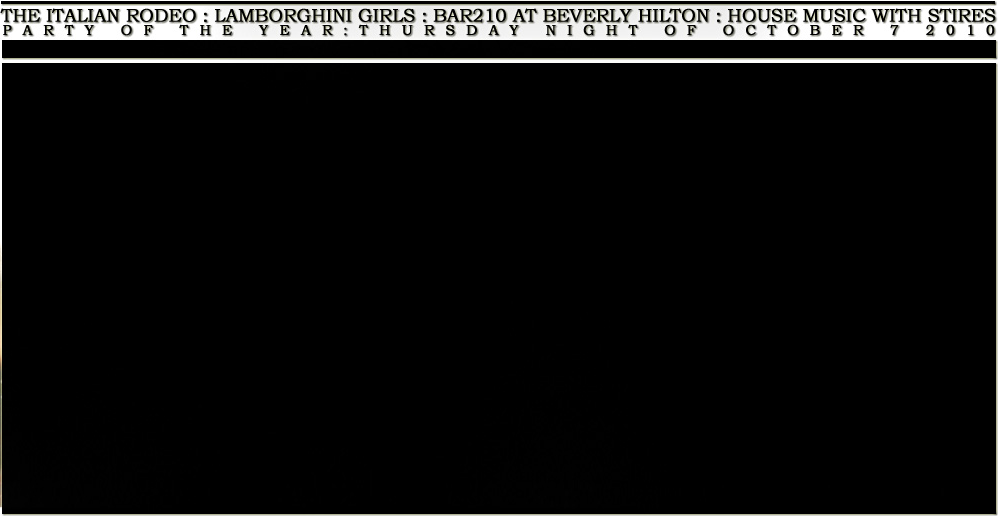 THE ITALIAN RODEO : LAMBORGHINI GIRLS : BAR210 AT BEVERLY HILTON : HOUSE MUSIC WITH STIRES
PARTY OF THE YEAR:THURSDAY NIGHT OF OCTOBER 7 2010